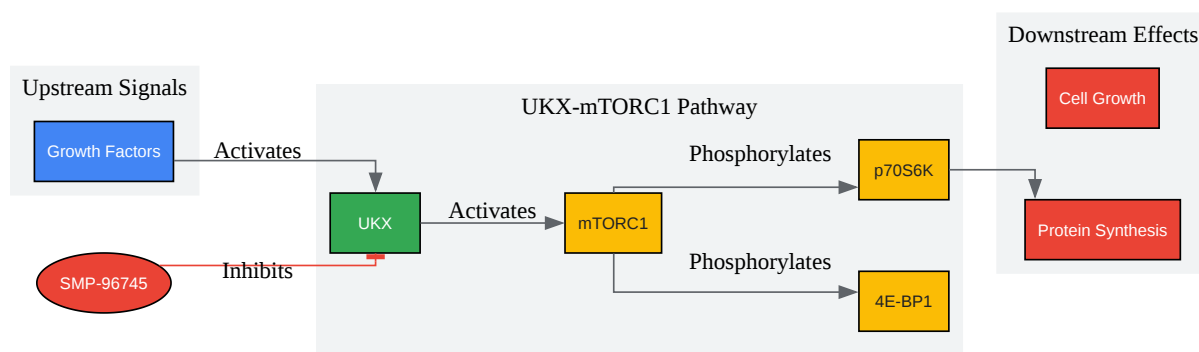 Downstream Effects
Upstream Signals
Cell Growth
UKX-mTORC1 Pathway
Growth Factors
Activates
Phosphorylates
p70S6K
UKX
Activates
mTORC1
Protein Synthesis
Inhibits
Phosphorylates
SMP-96745
4E-BP1